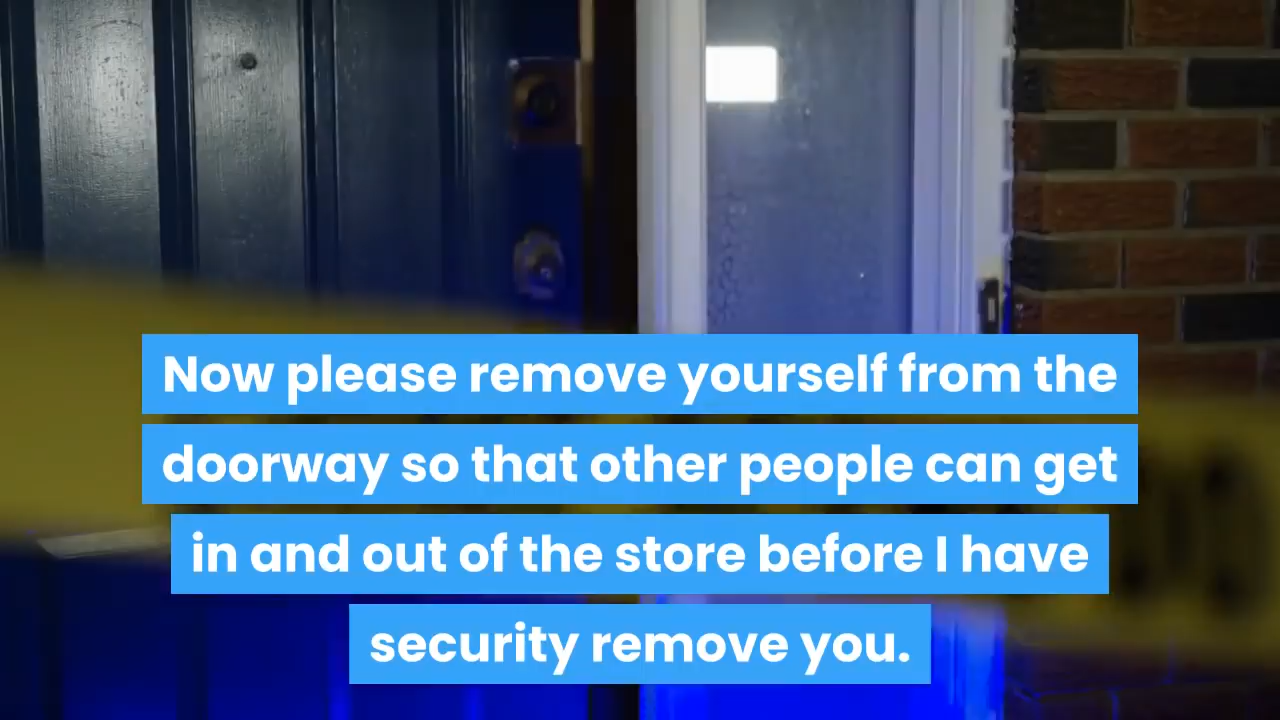 Now please remove yourself from the
doorway so that other people can get
in and out of the store before I have
security remove you.